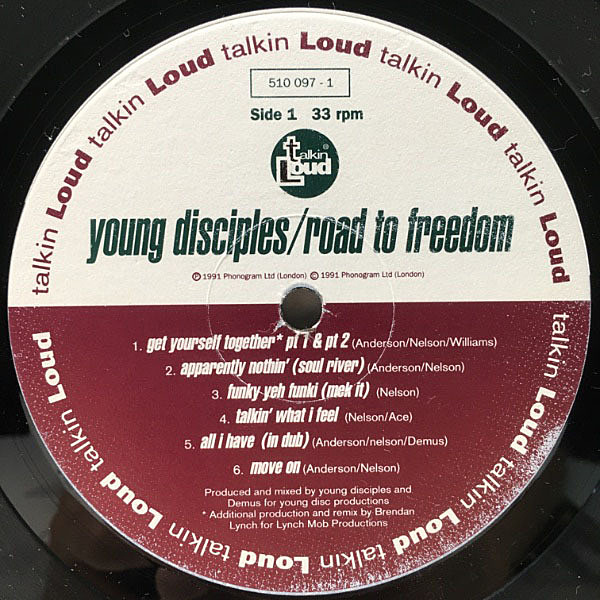 talkin Loud talkin Loud talkin Loud talkin Loud talkin Loud talkin Loud talkin Loud talkin Loud talkin Loud
510 097 - 1
Side 1 33 rpm
talkin
Loud
®
young disciples/road to freedom
℗ 1991 Phonogram Ltd (London) © 1991 Phonogram Ltd (London)
1. get yourself together* pt 1 & pt 2 (Anderson/Nelson/Williams)
2. apparently nothin' (soul river) (Anderson/Nelson)
3. funky yeh funki (mek it) (Nelson)
4. talkin' what i feel (Nelson/Ace)
5. all i have (in dub) (Anderson/nelson/Demus)
6. move on (Anderson/Nelson)
Produced and mixed by young disciples and
Demus for young disc productions
* Additional production and remix by Brendan
Lynch for Lynch Mob Productions